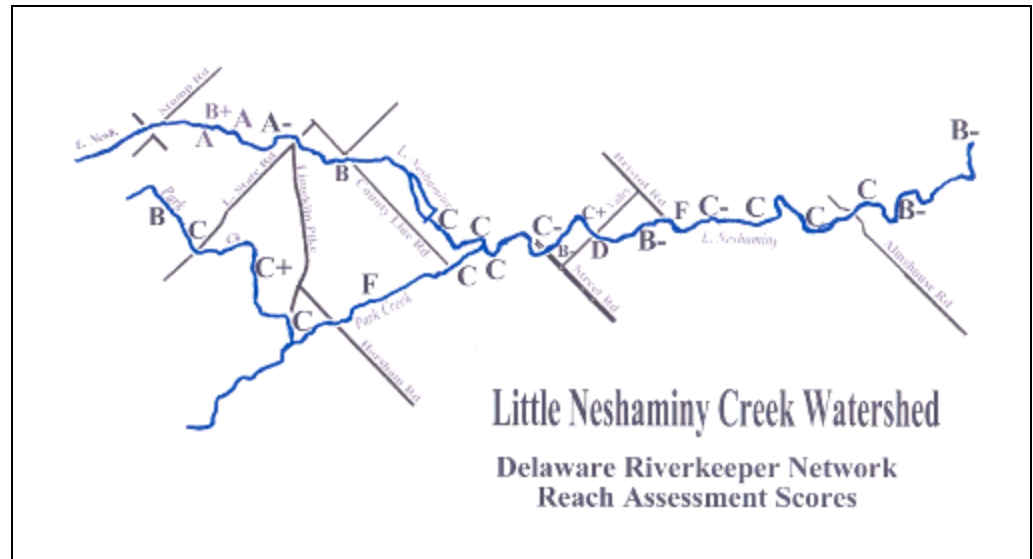 Stump Rd
L. Nesh.
B+
A
A
A-
B
L. Neshaminy
L. State Rd
Limekiln Pike
County Line Rd
Park
B
C
Ck
C+
C
F
Park Creek
Horsham Rd
C
C
C
C
C-
C+
Valley
Bristol Rd
B-
D
Street Rd
B-
F
C-
C
L. Neshaminy
C
C
B-
B-
Almshouse Rd
Little Neshaminy Creek Watershed
Delaware Riverkeeper Network
Reach Assessment Scores